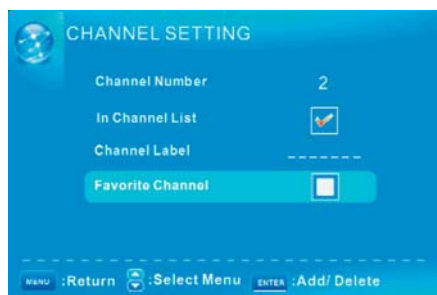 CHANNEL SETTING
Channel Number 2
In Channel List
Channel Label _ _ _ _ _ _ _
Favorite Channel
MENU :Return :Select Menu ENTER :Add/ Delete